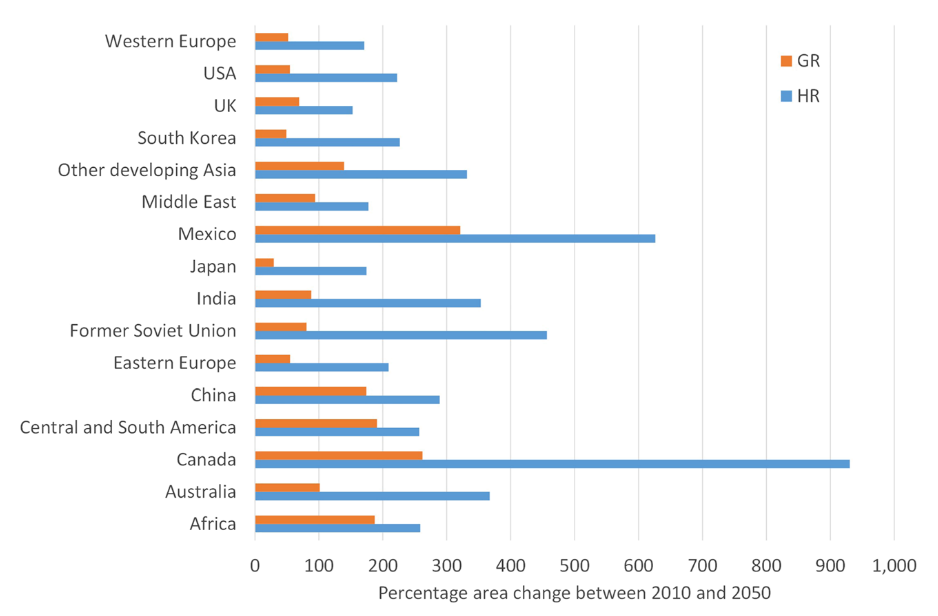 Western Europe
USA
UK
South Korea
Other developing Asia
Middle East
Mexico
Japan
India
Former Soviet Union
Eastern Europe
China
Central and South America
Canada
Australia
Africa
GR
HR
0 100 200 300 400 500 600 700 800 900 1,000
Percentage area change between 2010 and 2050